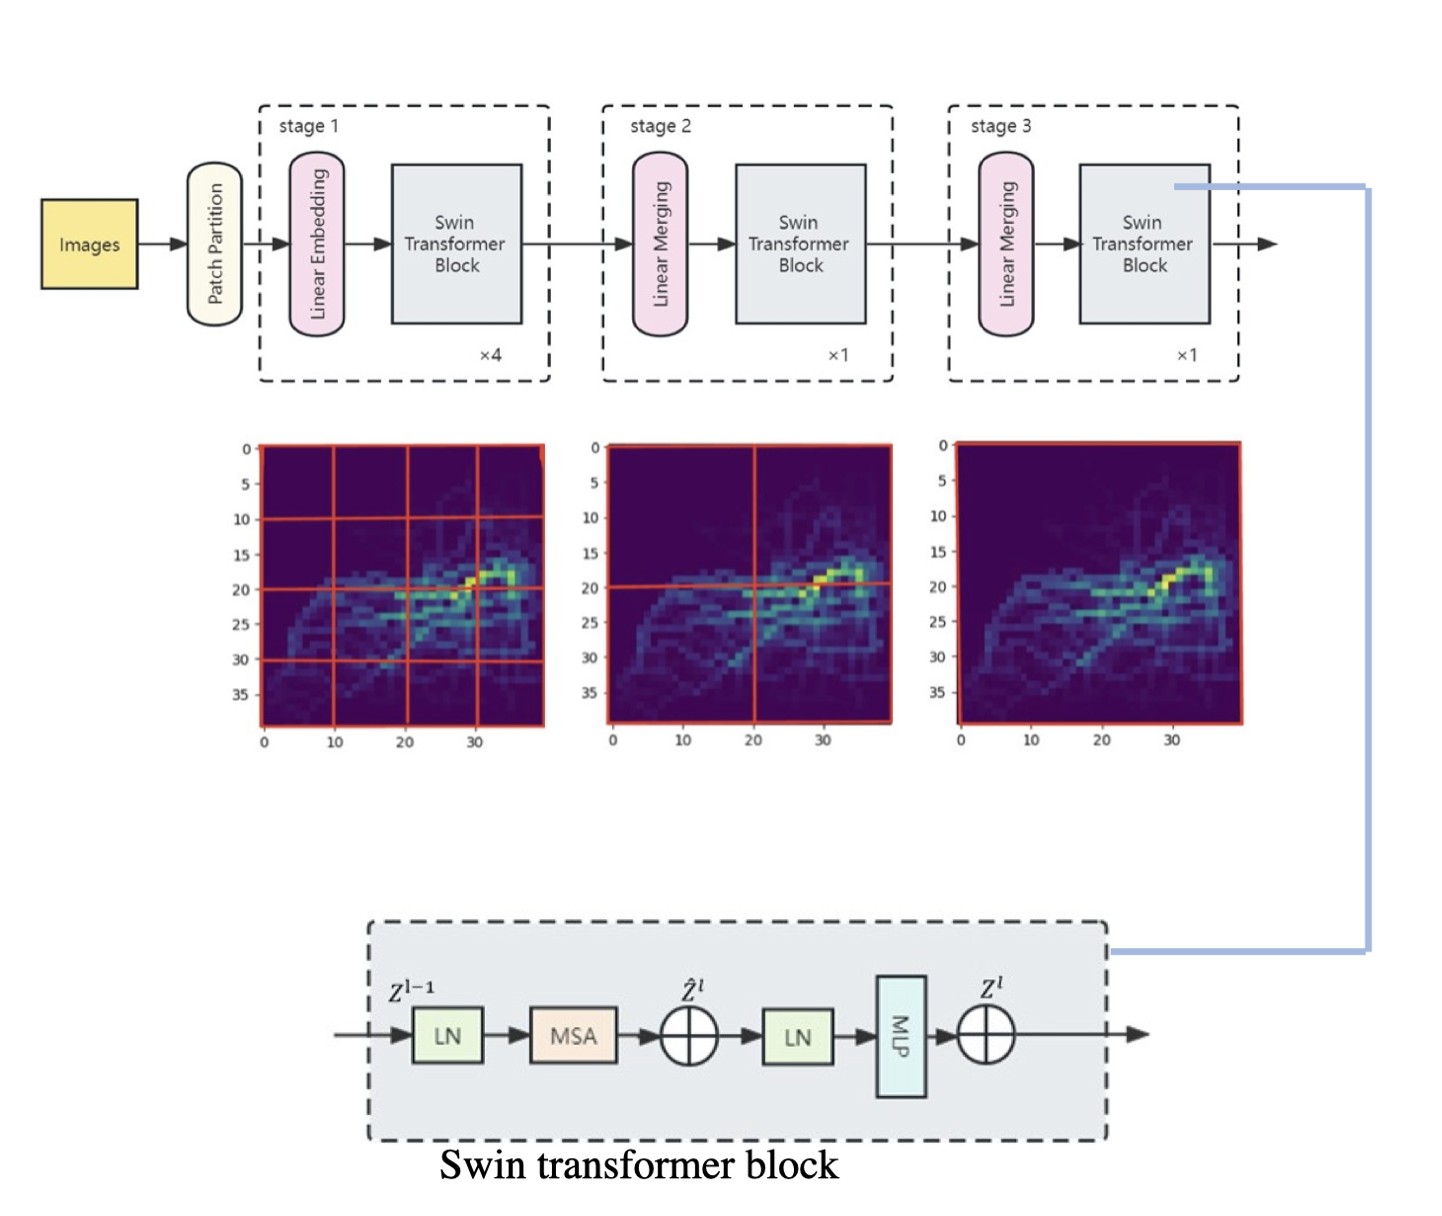 stage 1
stage 2
stage 3
Images
Patch Partition
Linear Embedding
Swin
Transformer
Block
Linear Merging
Swin
Transformer
Block
Linear Merging
Swin
Transformer
Block
×4
×1
×1
0
5
10
15
20
25
30
35
0
10
20
30
0
5
10
15
20
25
30
35
0
10
20
30
0
5
10
15
20
25
30
35
0
10
20
30
Z^{l-1}
LN
MSA
Ẑ^l
LN
MLP
Z^l
Swin transformer block